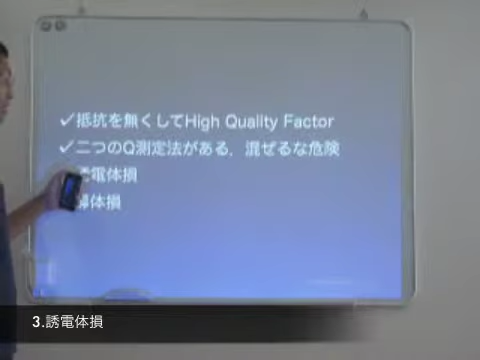 ✓抵抗を無くしてHigh Quality Factor
✓二つのQ測定法がある，混ぜるな危険
誘電体損
導体損
3.誘電体損